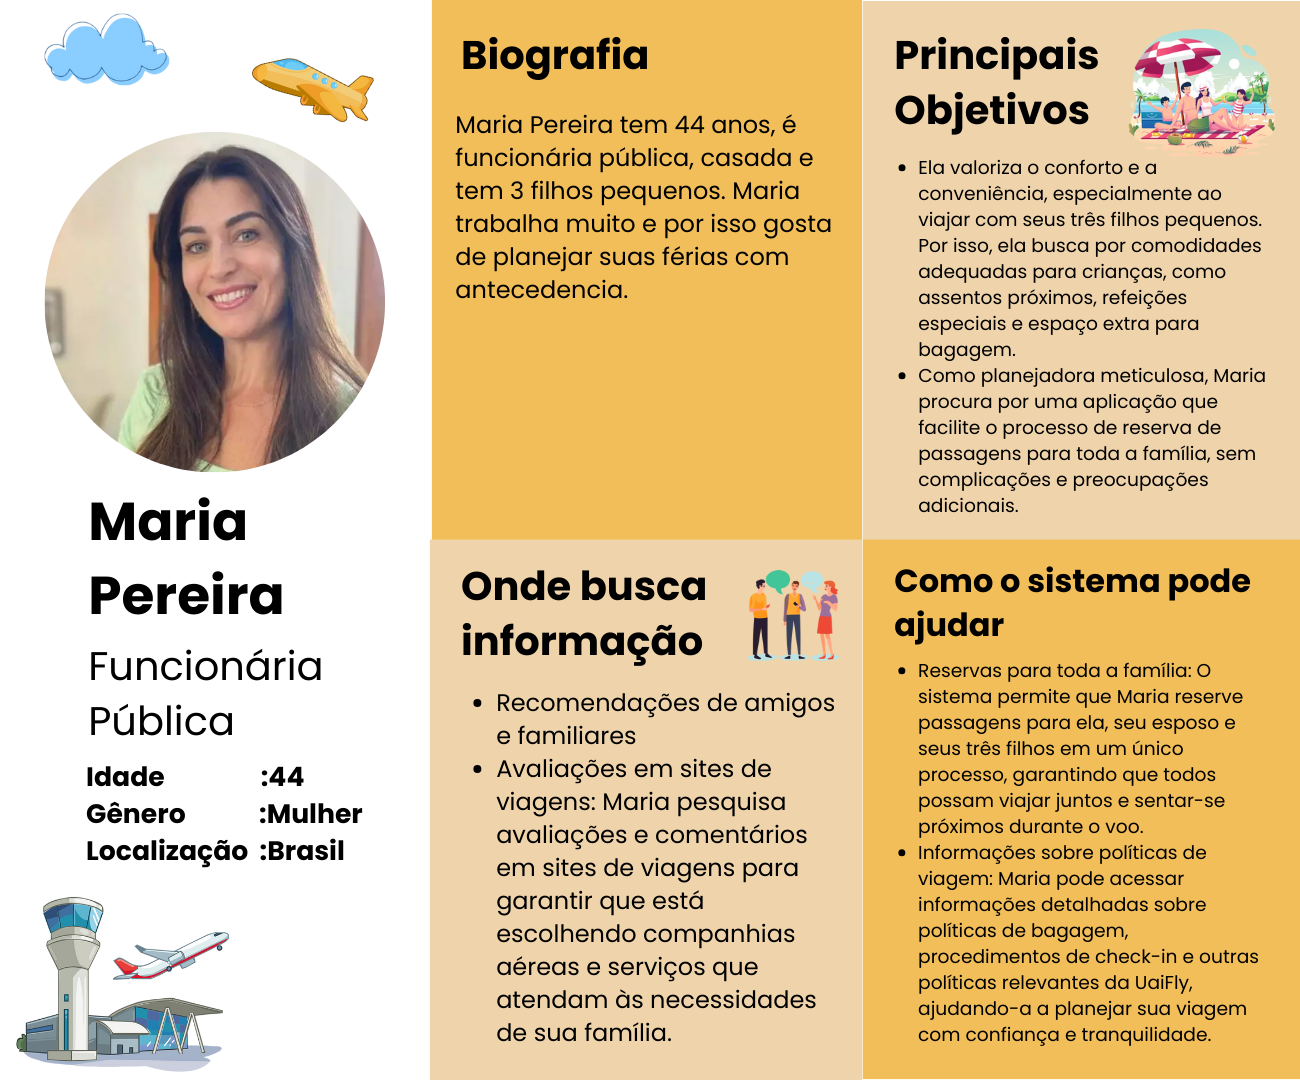 Maria
Pereira
Funcionária
Pública
Idade :44
Gênero :Mulher
Localização :Brasil
Biografia
Maria Pereira tem 44 anos, é
funcionária pública, casada e
tem 3 filhos pequenos. Maria
trabalha muito e por isso gosta
de planejar suas férias com
antecedencia.
Principais
Objetivos
• Ela valoriza o conforto e a
conveniência, especialmente ao
viajar com seus três filhos pequenos.
Por isso, ela busca por comodidades
adequadas para crianças, como
assentos próximos, refeições
especiais e espaço extra para
bagagem.
• Como planejadora meticulosa, Maria
procura por uma aplicação que
facilite o processo de reserva de
passagens para toda a família, sem
complicações e preocupações
adicionais.
Onde busca
informação
• Recomendações de amigos
e familiares
• Avaliações em sites de
viagens: Maria pesquisa
avaliações e comentários
em sites de viagens para
garantir que está
escolhendo companhias
aéreas e serviços que
atendam às necessidades
de sua família.
Como o sistema pode
ajudar
• Reservas para toda a família: O
sistema permite que Maria reserve
passagens para ela, seu esposo e
seus três filhos em um único
processo, garantindo que todos
possam viajar juntos e sentar-se
próximos durante o voo.
• Informações sobre políticas de
viagem: Maria pode acessar
informações detalhadas sobre
políticas de bagagem,
procedimentos de check-in e outras
políticas relevantes da UaiFly,
ajudando-a a planejar sua viagem
com confiança e tranquilidade.